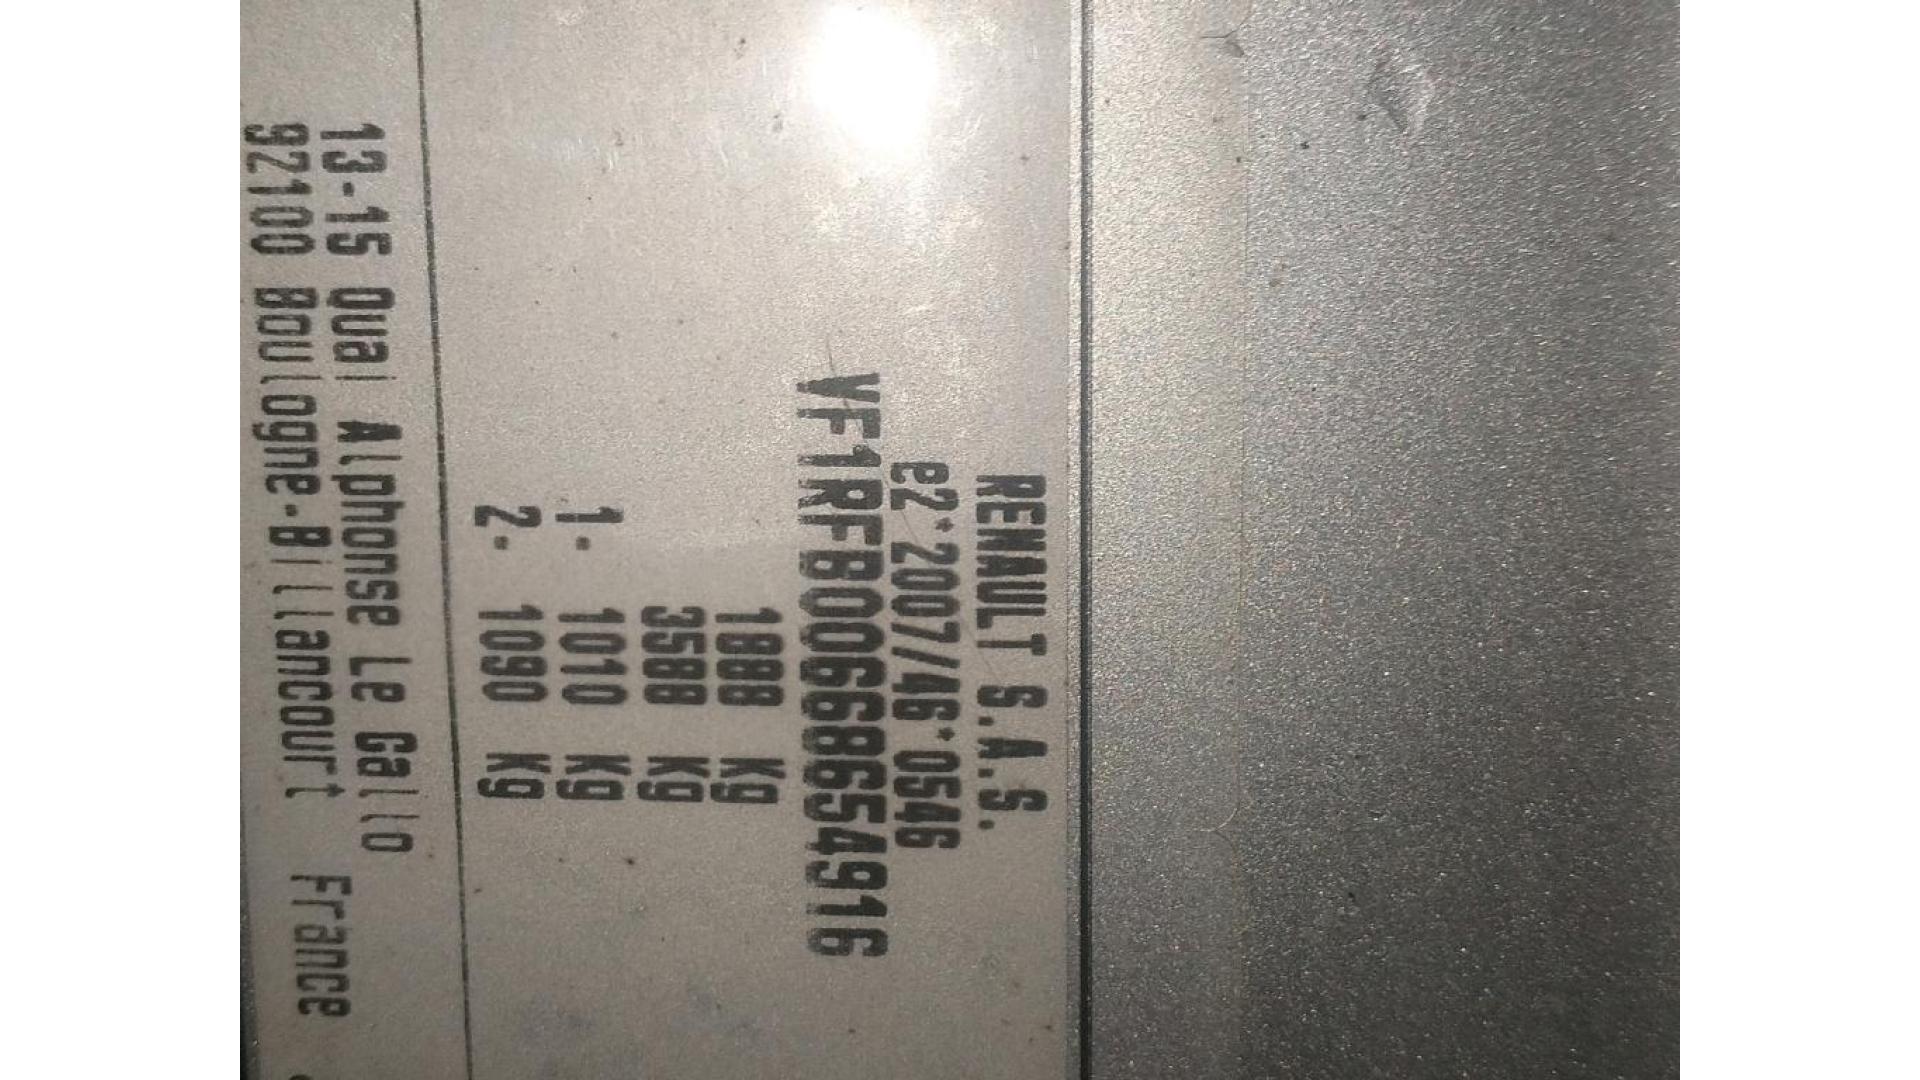 RENAULT S.A.S.
e2*2007/46*0546
VF1RFB00668654916
1888 Kg
3588 Kg
1- 1010 Kg
2- 1090 Kg
13-15 Quai Alphonse Le Gallo
92100 Boulogne-Billancourt France